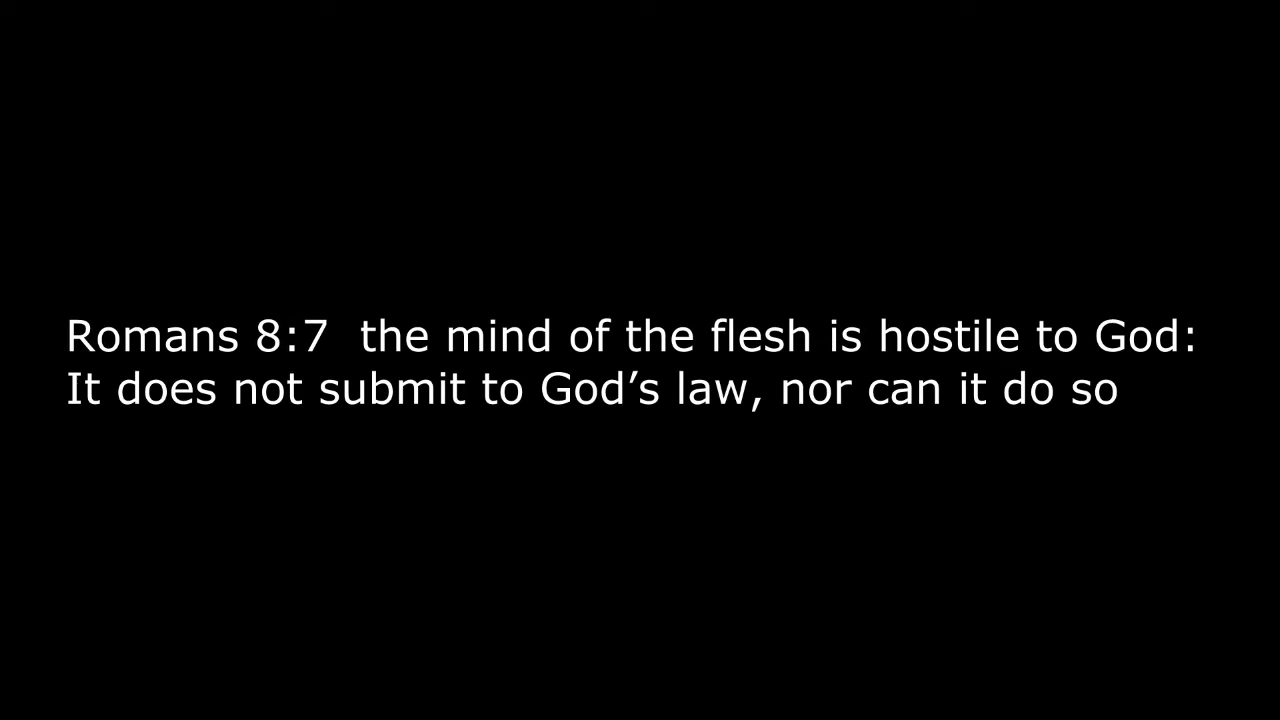 Romans 8:7  the mind of the flesh is hostile to God:
It does not submit to God’s law, nor can it do so